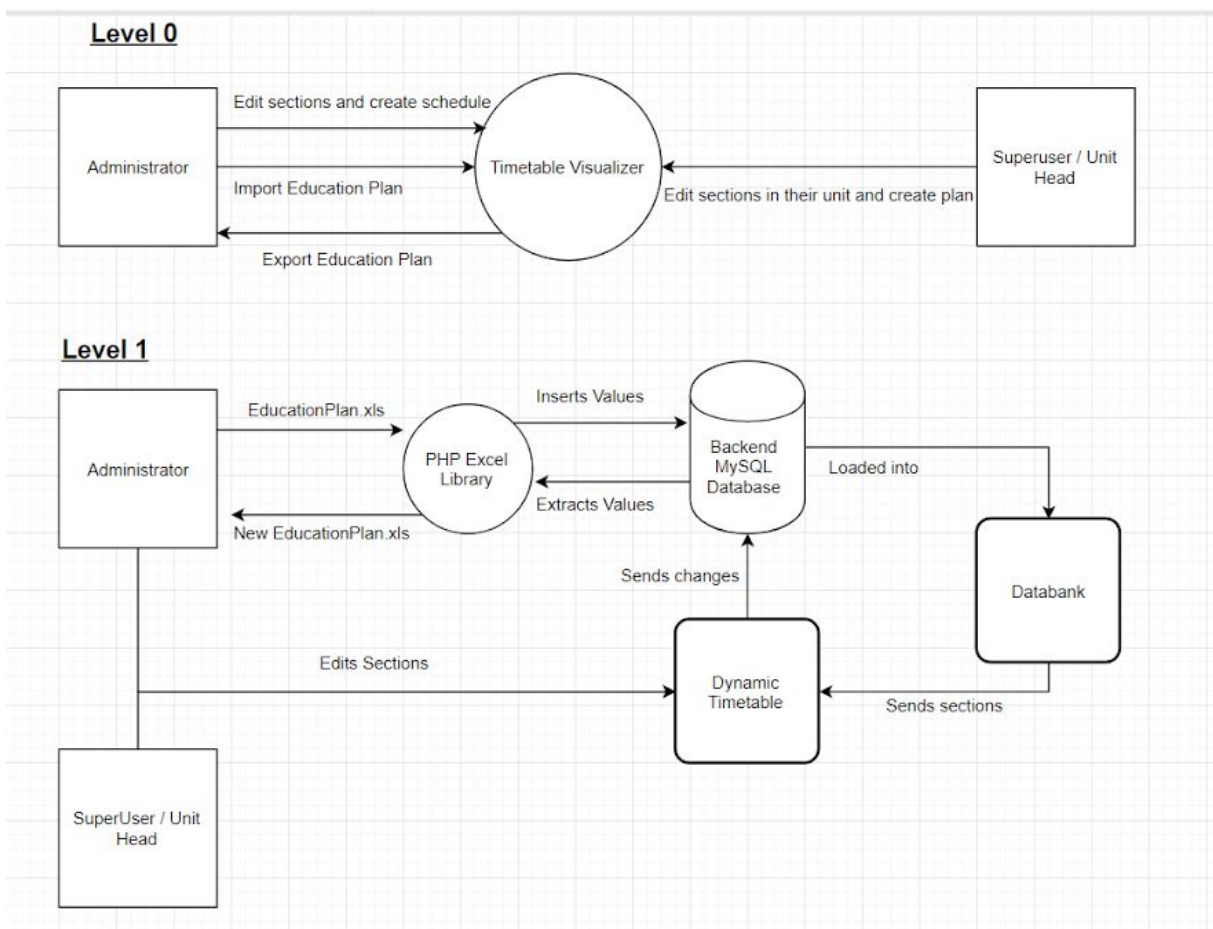 Level 0
Edit sections and create schedule
Administrator
Import Education Plan
Export Education Plan
Timetable Visualizer
Edit sections in their unit and create plan
Superuser / Unit
Head
Level 1
Administrator
EducationPlan.xls
New EducationPlan.xls
PHP Excel
Library
Inserts Values
Extracts Values
Backend
MySQL
Database
Loaded into
Databank
Sends changes
Edits Sections
Dynamic
Timetable
Sends sections
SuperUser / Unit
Head